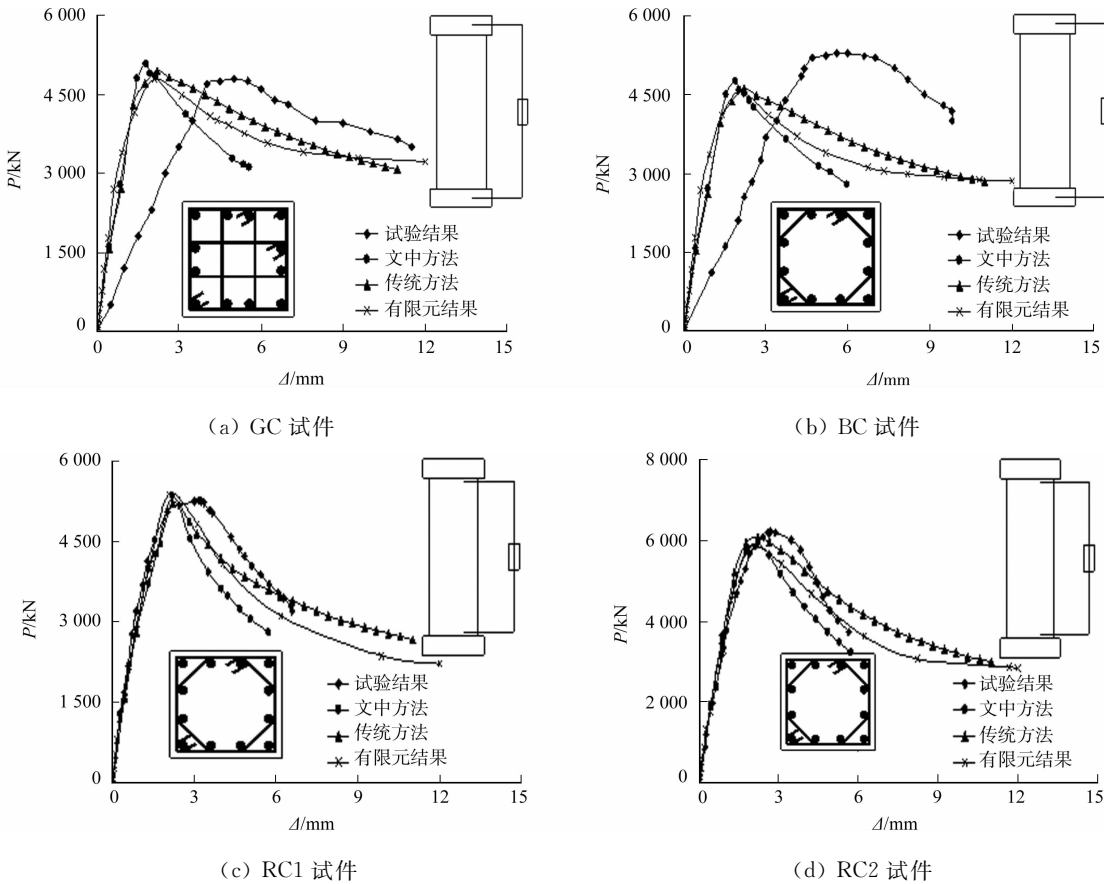 6 000
4 500
3 000
1 500
0
P/kN
0 3 6 9 12 15
Δ/mm
试验结果
文中方法
传统方法
有限元结果
(a) GC 试件
6 000
4 500
3 000
1 500
0
P/kN
0 3 6 9 12 15
Δ/mm
试验结果
文中方法
传统方法
有限元结果
(b) BC 试件
6 000
4 500
3 000
1 500
0
P/kN
0 3 6 9 12 15
Δ/mm
试验结果
文中方法
传统方法
有限元结果
(c) RC1 试件
8 000
6 000
4 000
2 000
0
P/kN
0 3 6 9 12 15
Δ/mm
试验结果
文中方法
传统方法
有限元结果
(d) RC2 试件